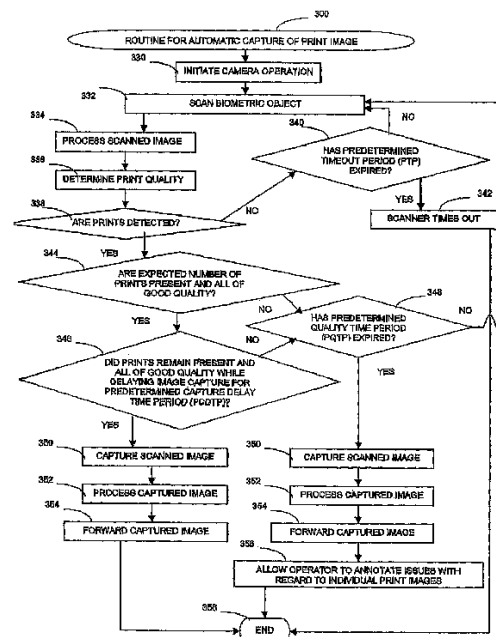 300
ROUTINE FOR AUTOMATIC CAPTURE OF PRINT IMAGE
330
INITIATE CAMERA OPERATION
332
SCAN BIOMETRIC OBJECT
334
PROCESS SCANNED IMAGE
DETERMINE PRINT QUALITY
338
ARE PRINTS DETECTED?
NO
YES
340
HAS PREDETERMINED
TIMEOUT PERIOD (PTP)
EXPIRED?
NO
YES
342
SCANNER TIMES OUT
344
ARE EXPECTED NUMBER OF
PRINTS PRESENT AND ALL OF
GOOD QUALITY?
NO
YES
348
HAS PREDETERMINED
QUALITY TIME PERIOD
(PQTP) EXPIRED?
NO
YES
DID PRINTS REMAIN PRESENT AND
ALL OF GOOD QUALITY WHILE
DELAYING IMAGE CAPTURE FOR
PREDETERMINED CAPTURE DELAY
TIME PERIOD (PCDTP)?
NO
YES
350
CAPTURE SCANNED IMAGE
352
PROCESS CAPTURED IMAGE
354
FORWARD CAPTURED IMAGE
350
CAPTURE SCANNED IMAGE
352
PROCESS CAPTURED IMAGE
354
FORWARD CAPTURED IMAGE
ALLOW OPERATOR TO ANNOTATE ISSUES WITH
REGARD TO INDIVIDUAL PRINT IMAGES
END